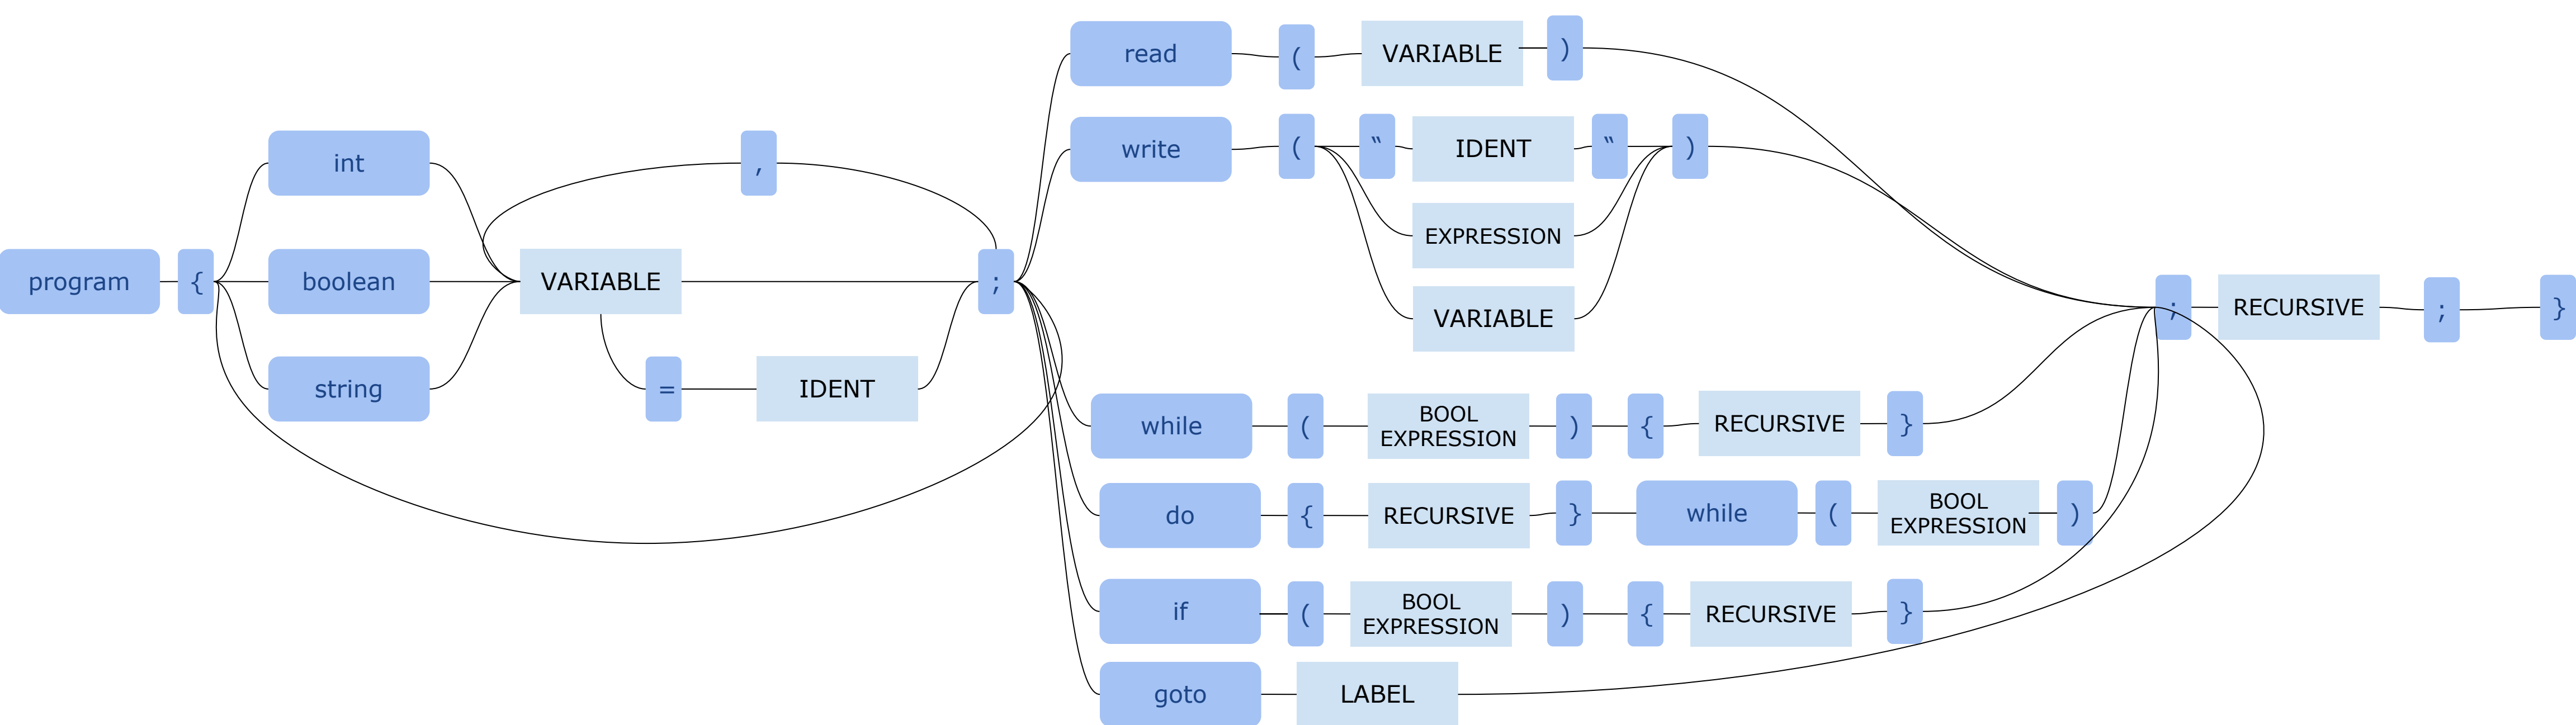 read ( VARIABLE )
write ( “ IDENT “ )
int
,
EXPRESSION
program { boolean VARIABLE ;
; RECURSIVE ; }
VARIABLE
string
= IDENT
while ( BOOL
EXPRESSION ) { RECURSIVE }
do { RECURSIVE } while ( BOOL
EXPRESSION )
if ( BOOL
EXPRESSION ) { RECURSIVE }
goto LABEL